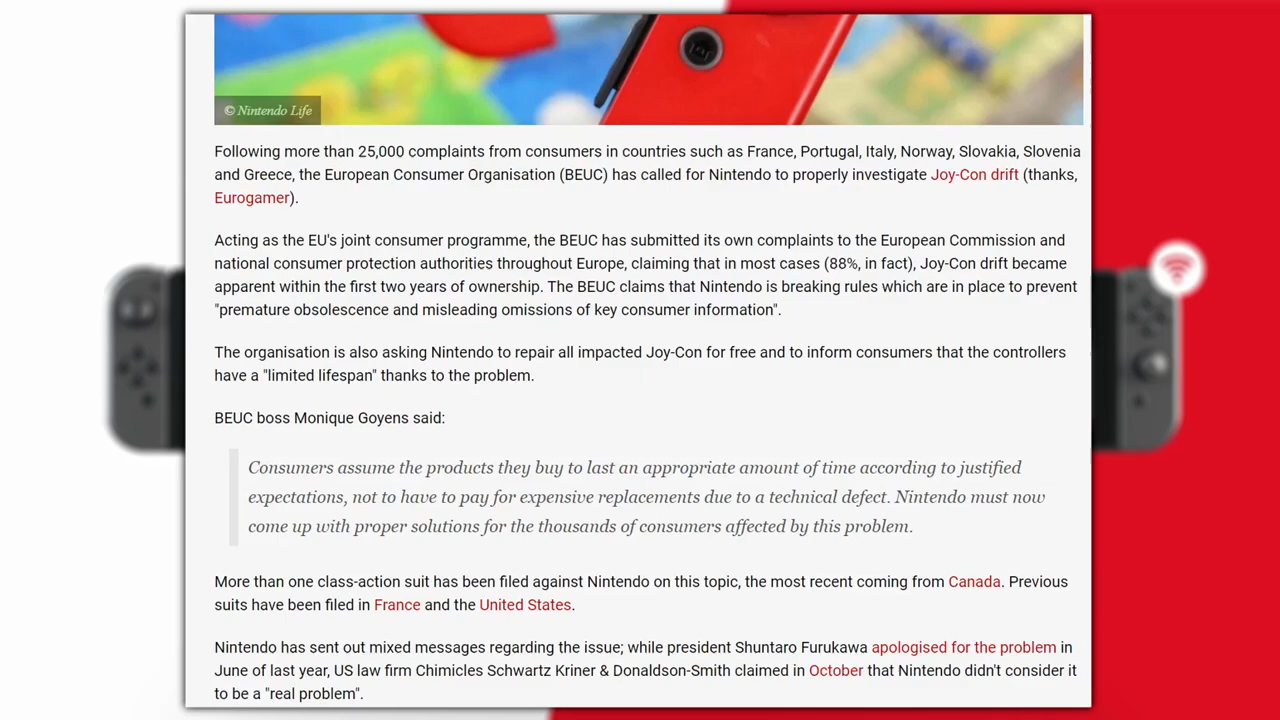 © Nintendo Life
Following more than 25,000 complaints from consumers in countries such as France, Portugal, Italy, Norway, Slovakia, Slovenia
and Greece, the European Consumer Organisation (BEUC) has called for Nintendo to properly investigate Joy-Con drift (thanks,
Eurogamer).
Acting as the EU's joint consumer programme, the BEUC has submitted its own complaints to the European Commission and
national consumer protection authorities throughout Europe, claiming that in most cases (88%, in fact), Joy-Con drift became
apparent within the first two years of ownership. The BEUC claims that Nintendo is breaking rules which are in place to prevent
"premature obsolescence and misleading omissions of key consumer information".
The organisation is also asking Nintendo to repair all impacted Joy-Con for free and to inform consumers that the controllers
have a "limited lifespan" thanks to the problem.
BEUC boss Monique Goyens said:
Consumers assume the products they buy to last an appropriate amount of time according to justified
expectations, not to have to pay for expensive replacements due to a technical defect. Nintendo must now
come up with proper solutions for the thousands of consumers affected by this problem.
More than one class-action suit has been filed against Nintendo on this topic, the most recent coming from Canada. Previous
suits have been filed in France and the United States.
Nintendo has sent out mixed messages regarding the issue; while president Shuntaro Furukawa apologised for the problem in
June of last year, US law firm Chimicles Schwartz Kriner & Donaldson-Smith claimed in October that Nintendo didn't consider it
to be a "real problem".